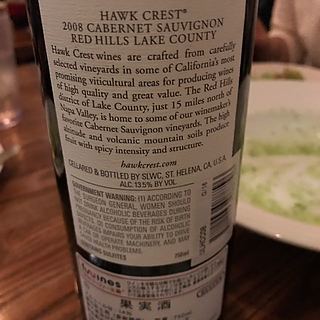 HAWK CREST®
2008 CABERNET SAUVIGNON
RED HILLS LAKE COUNTY
Hawk Crest wines are crafted from carefully
selected vineyards in some of California's most
promising viticultural areas for producing wines
of high quality and great value. The Red Hills
district of Lake County, just 15 miles north of
Napa Valley, is home to some of our winemaker's
favorite Cabernet Sauvignon vineyards. The high
altitude and volcanic mountain soils produce
fruit with spicy intensity and structure.
hawkcrest.com
CELLARED & BOTTLED BY SLWC, ST. HELENA, CA, U.S.A.
ALC.13.5% BY VOL.
GOVERNMENT WARNING: (1) ACCORDING TO
SURGEON GENERAL, WOMEN SHOULD
NOT DRINK ALCOHOLIC BEVERAGES DURING
PREGNANCY BECAUSE OF THE RISK OF BIRTH
CONSUMPTION OF ALCOHOLIC
BEVERAGES IMPAIRS YOUR ABILITY TO DRIVE
OR OPERATE MACHINERY, AND MAY
HEALTH PROBLEMS.
SULFITES
750ml
果実酒